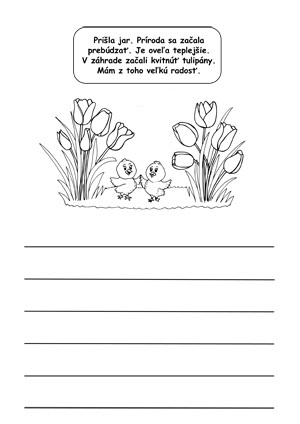 Prišla jar. Príroda sa začala
prebúdzať. Je oveľa teplejšie.
V záhrade začali kvitnúť tulipány.
Mám z toho veľkú radosť.